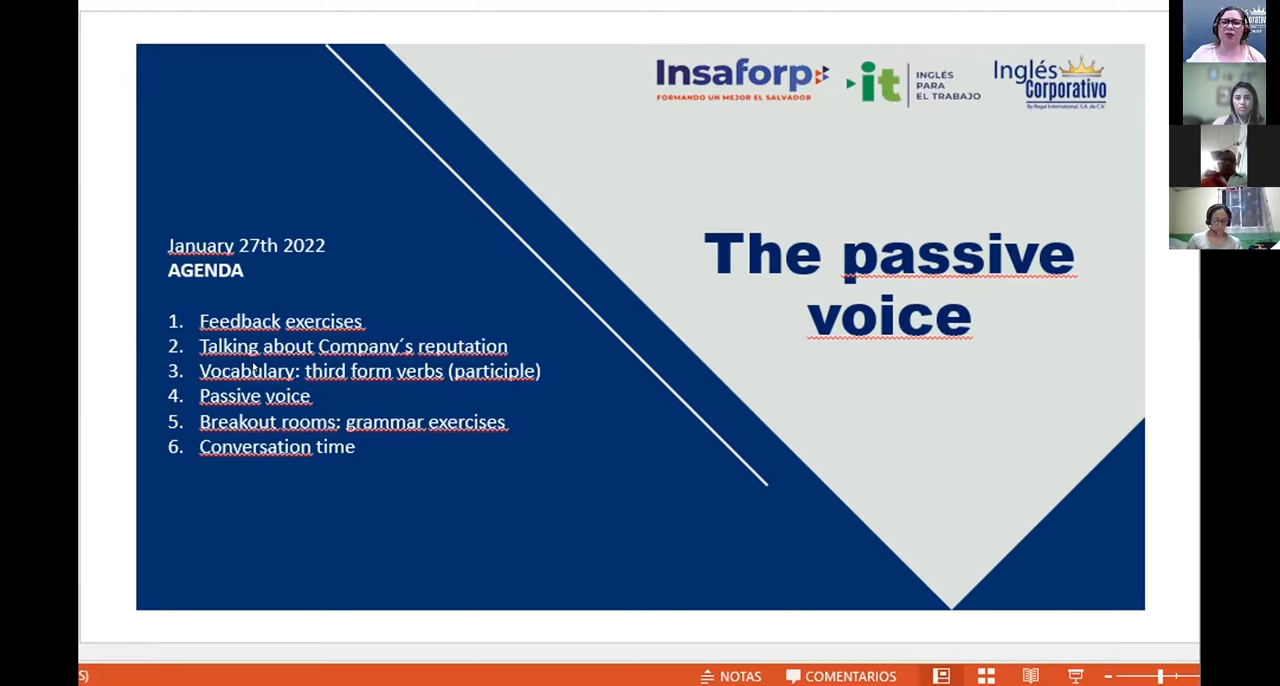 Insaforp
FORMANDO UN MEJOR EL SALVADOR
it
INGLÉS
PARA
EL TRABAJO
Inglés
Corporativo
By Regal International, S.A. de C.V.
January 27th 2022
AGENDA
1. Feedback exercises
2. Talking about Company´s reputation
3. Vocabulary: third form verbs (participle)
4. Passive voice
5. Breakout rooms: grammar exercises
6. Conversation time
The passive
voice
S)
NOTAS
COMENTARIOS